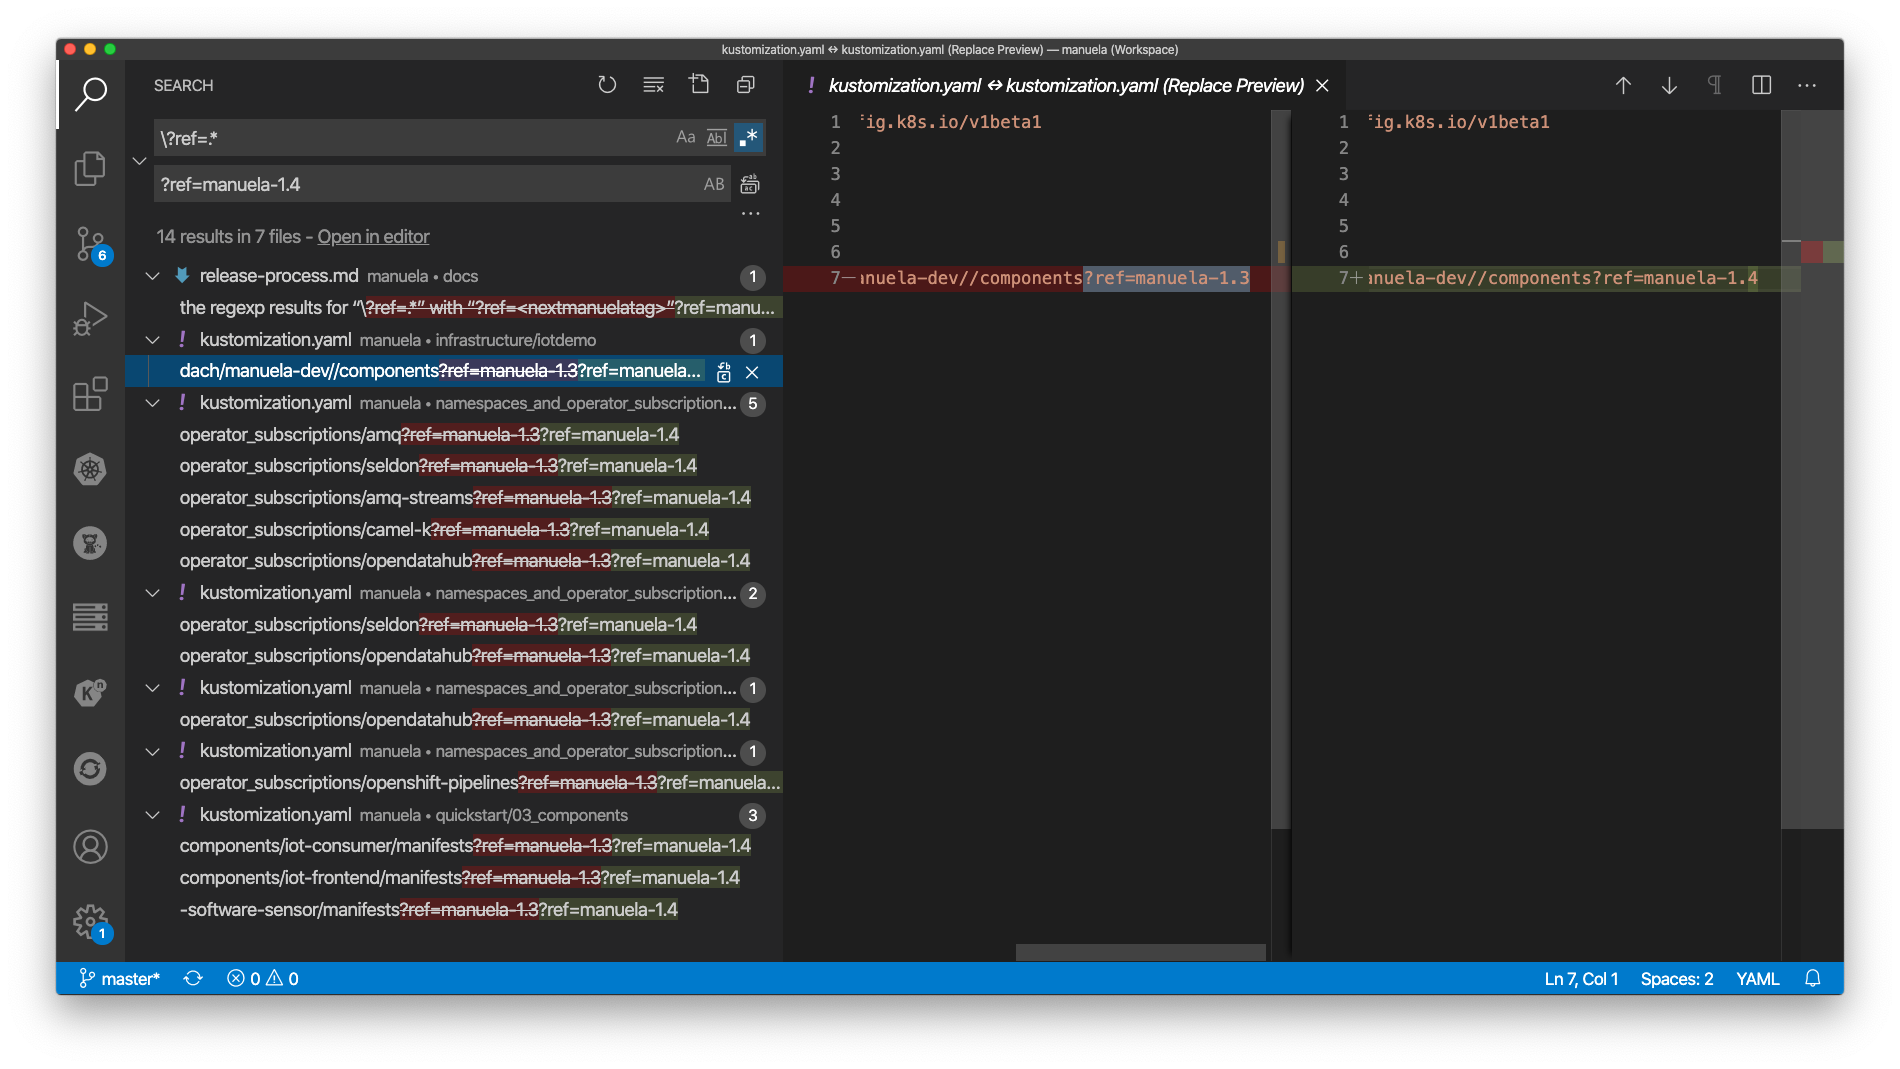 kustomization.yaml ↔ kustomization.yaml (Replace Preview) — manuela (Workspace)
SEARCH
\?ref=.*
Aa Abl .*
?ref=manuela-1.4
AB
14 results in 7 files - Open in editor
release-process.md manuela • docs 1
the regexp results for “\?ref=.*” with “?ref=<nextmanuelatag>”?ref=manu...
! kustomization.yaml manuela • infrastructure/iotdemo 1
dach/manuela-dev//components?ref=manuela-1.3?ref=manuela...
! kustomization.yaml manuela • namespaces_and_operator_subscription... 5
operator_subscriptions/amq?ref=manuela-1.3?ref=manuela-1.4
operator_subscriptions/seldon?ref=manuela-1.3?ref=manuela-1.4
operator_subscriptions/amq-streams?ref=manuela-1.3?ref=manuela-1.4
operator_subscriptions/camel-k?ref=manuela-1.3?ref=manuela-1.4
operator_subscriptions/opendatahub?ref=manuela-1.3?ref=manuela-1.4
! kustomization.yaml manuela • namespaces_and_operator_subscription... 2
operator_subscriptions/seldon?ref=manuela-1.3?ref=manuela-1.4
operator_subscriptions/opendatahub?ref=manuela-1.3?ref=manuela-1.4
! kustomization.yaml manuela • namespaces_and_operator_subscription... 1
operator_subscriptions/opendatahub?ref=manuela-1.3?ref=manuela-1.4
! kustomization.yaml manuela • namespaces_and_operator_subscription... 1
operator_subscriptions/openshift-pipelines?ref=manuela-1.3?ref=manuela...
! kustomization.yaml manuela • quickstart/03_components 3
components/iot-consumer/manifests?ref=manuela-1.3?ref=manuela-1.4
components/iot-frontend/manifests?ref=manuela-1.3?ref=manuela-1.4
-software-sensor/manifests?ref=manuela-1.3?ref=manuela-1.4
6
Kn
1
! kustomization.yaml ↔ kustomization.yaml (Replace Preview)
1 fig.k8s.io/v1beta1
2
3
4
5
6
7— anuela-dev//components?ref=manuela-1.3
1 fig.k8s.io/v1beta1
2
3
4
5
6
7+ anuela-dev//components?ref=manuela-1.4
master* 0 0
Ln 7, Col 1 Spaces: 2 YAML